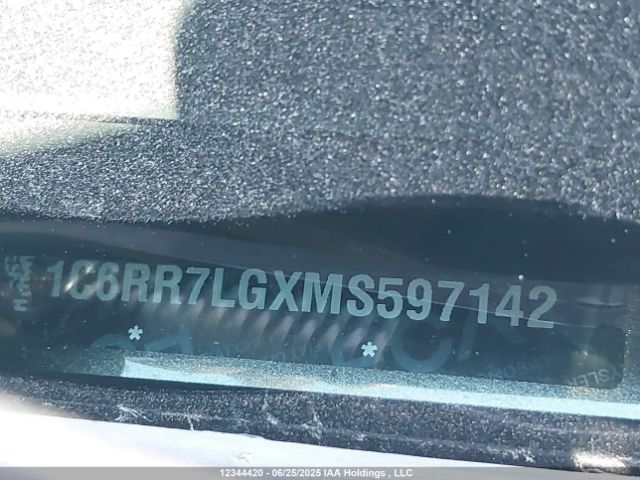 1C6RR7LGXMS597142
* *
12344420 - 06/25/2025 IAA Holdings , LLC